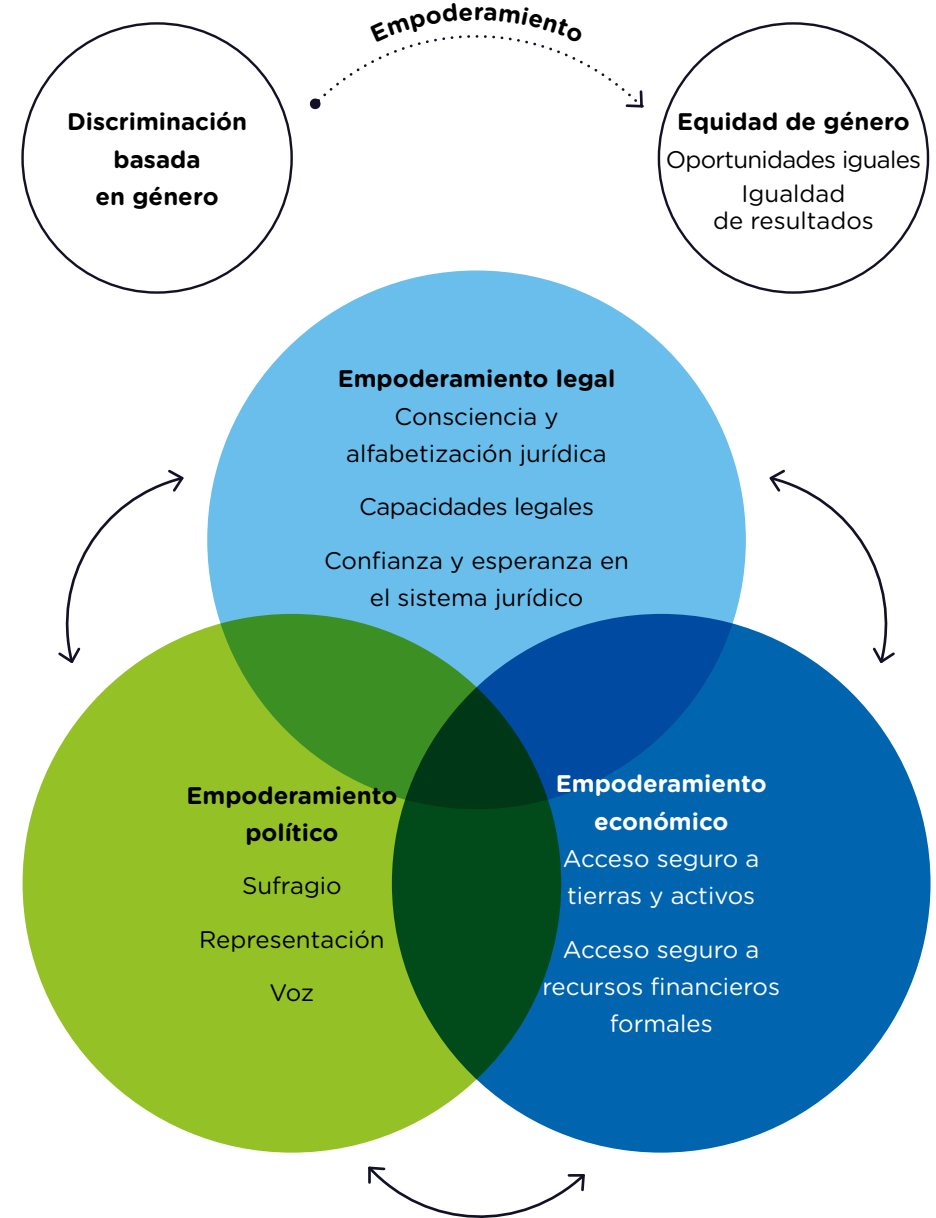 Empoderamiento
Discriminación
basada
en género
Equidad de género
Oportunidades iguales
Igualdad
de resultados
Empoderamiento legal
Consciencia y
alfabetización jurídica
Capacidades legales
Confianza y esperanza en
el sistema jurídico
Empoderamiento
político
Sufragio
Representación
Voz
Empoderamiento
económico
Acceso seguro a
tierras y activos
Acceso seguro a
recursos financieros
formales